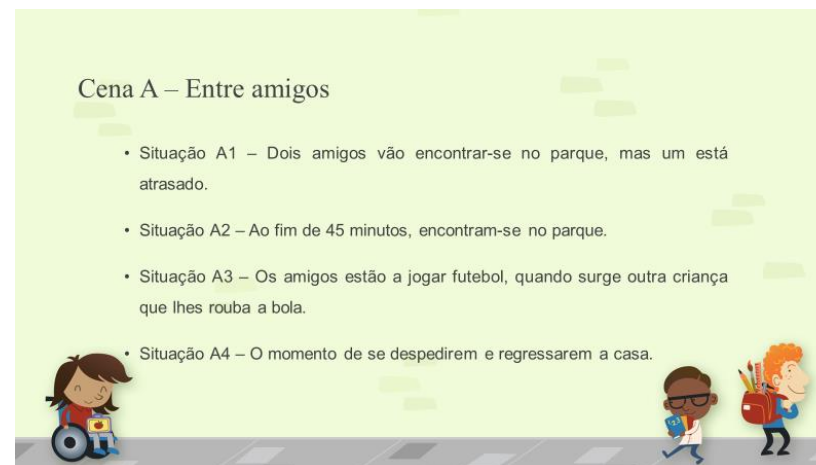 Cena A – Entre amigos
• Situação A1 – Dois amigos vão encontrar-se no parque, mas um está
atrasado.
• Situação A2 – Ao fim de 45 minutos, encontram-se no parque.
• Situação A3 – Os amigos estão a jogar futebol, quando surge outra criança
que lhes rouba a bola.
• Situação A4 – O momento de se despedirem e regressarem a casa.